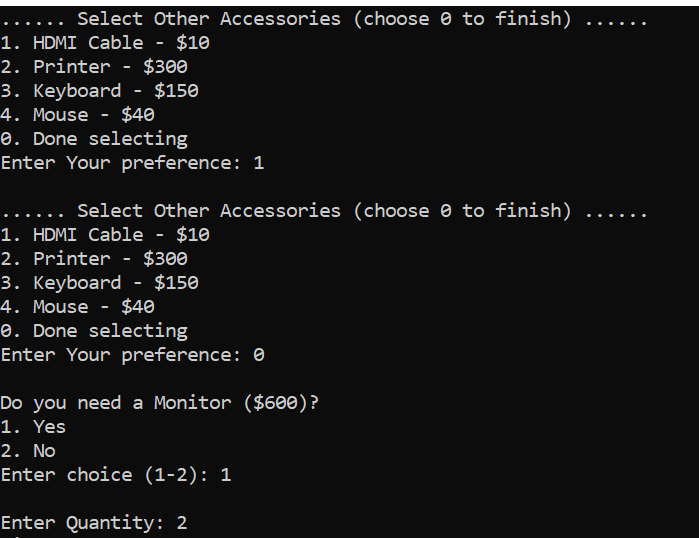 ...... Select Other Accessories (choose 0 to finish) ......
1. HDMI Cable - $10
2. Printer - $300
3. Keyboard - $150
4. Mouse - $40
0. Done selecting
Enter Your preference: 1
...... Select Other Accessories (choose 0 to finish) ......
1. HDMI Cable - $10
2. Printer - $300
3. Keyboard - $150
4. Mouse - $40
0. Done selecting
Enter Your preference: 0
Do you need a Monitor ($600)?
1. Yes
2. No
Enter choice (1-2): 1
Enter Quantity: 2